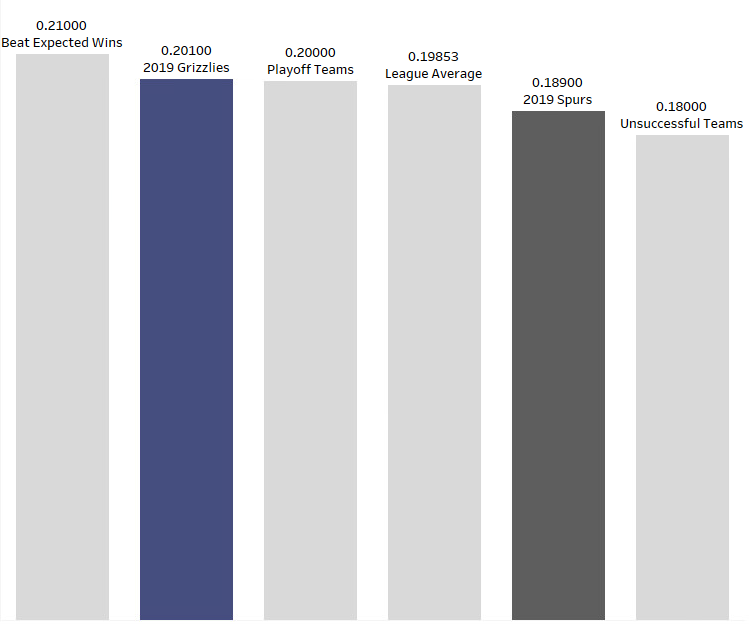 0.21000
Beat Expected Wins
0.20100
2019 Grizzlies
0.20000
Playoff Teams
0.19853
League Average
0.18900
2019 Spurs
0.18000
Unsuccessful Teams